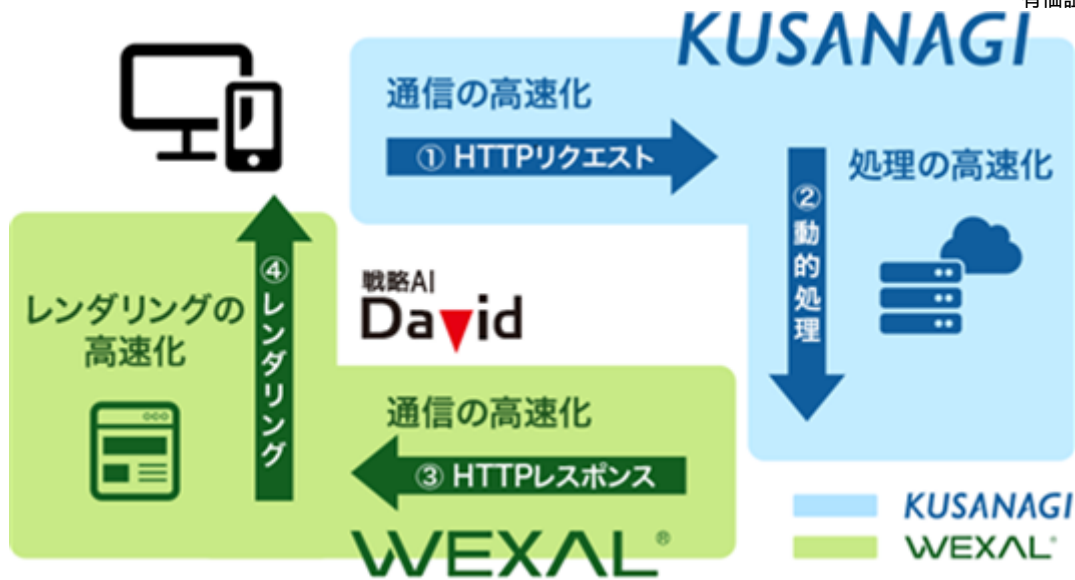 KUSANAGI
通信の高速化
① HTTPリクエスト
処理の高速化
②動的処理
戦略AI
David
レンダリングの
高速化
④レンダリング
通信の高速化
③ HTTPレスポンス
WEXAL®
KUSANAGI
WEXAL®